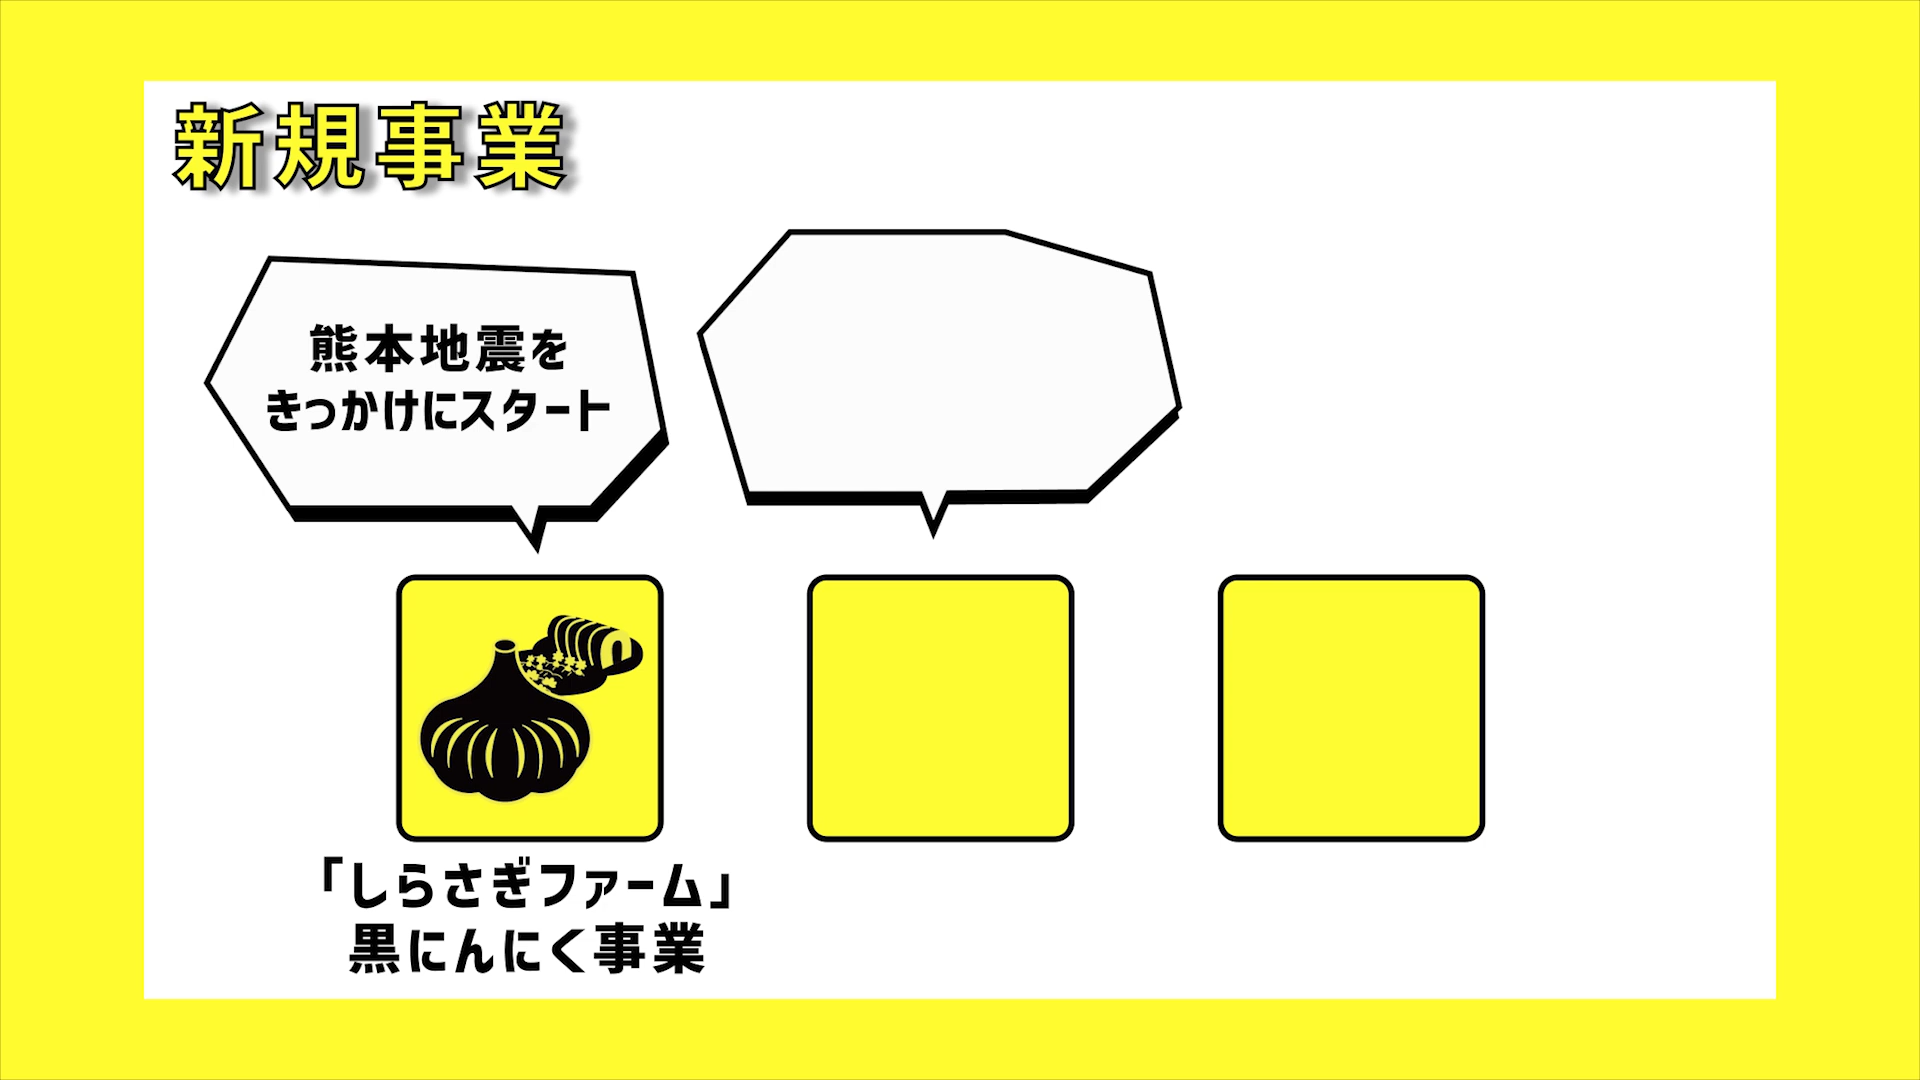 新規事業
熊本地震を
きっかけにスタート
「しらさぎファーム」
黒にんにく事業